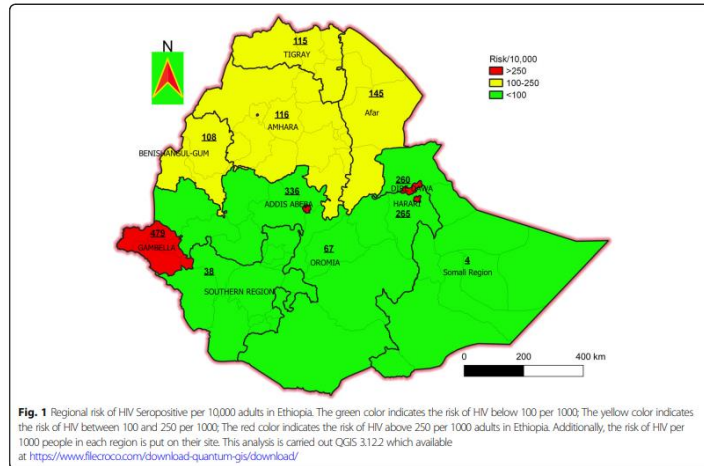 115
TIGRAY
N
Risk/10,000
>250
100-250
<100
145
Afar
116
AMHARA
108
BENISHANGUL-GUM
260
336
ADDIS ABEBA
HARARI
265
479
GAMBELLA
67
OROMIA
4
Somali Region
38
SOUTHERN REGION
0 200 400 km
Fig. 1 Regional risk of HIV Seropositive per 10,000 adults in Ethiopia. The green color indicates the risk of HIV below 100 per 1000; The yellow color indicates
the risk of HIV between 100 and 250 per 1000; The red color indicates the risk of HIV above 250 per 1000 adults in Ethiopia. Additionally, the risk of HIV per
1000 people in each region is put on their site. This analysis is carried out QGIS 3.12.2 which available
at https://www.filecroco.com/download-quantum-gis/download/